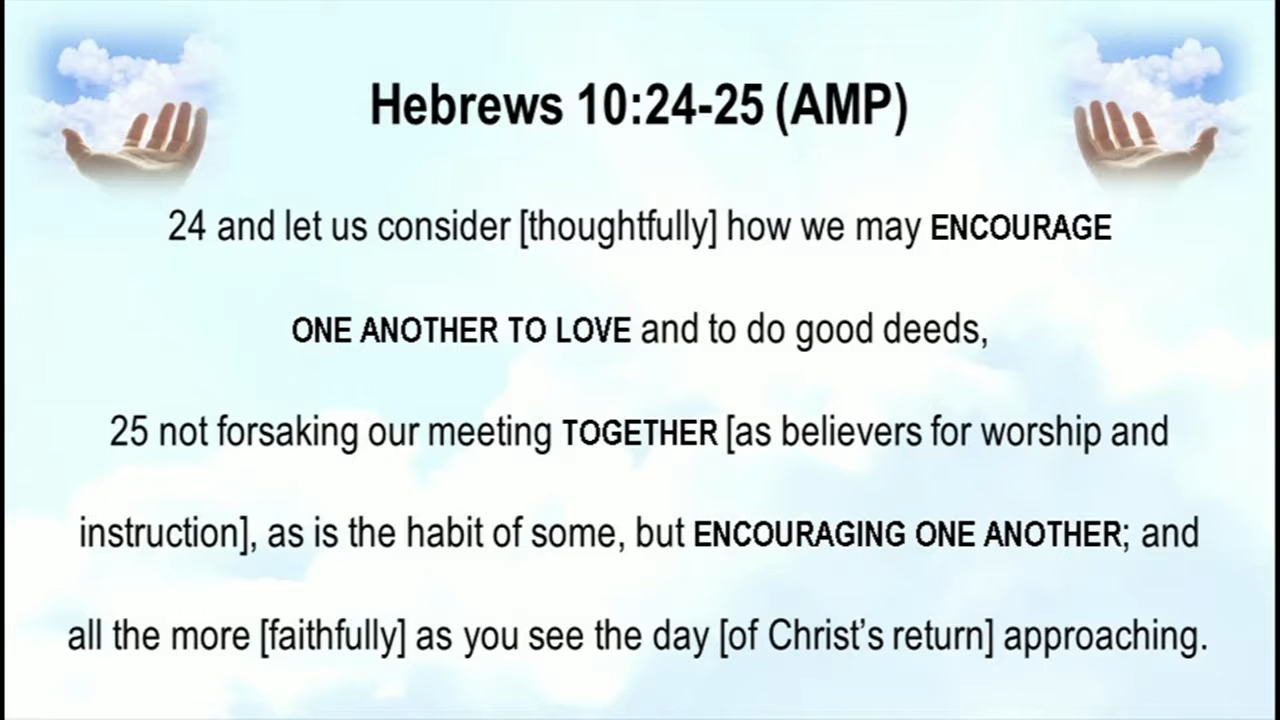 Hebrews 10:24-25 (AMP)
24 and let us consider [thoughtfully] how we may ENCOURAGE
ONE ANOTHER TO LOVE and to do good deeds,
25 not forsaking our meeting TOGETHER [as believers for worship and
instruction], as is the habit of some, but ENCOURAGING ONE ANOTHER; and
all the more [faithfully] as you see the day [of Christ’s return] approaching.